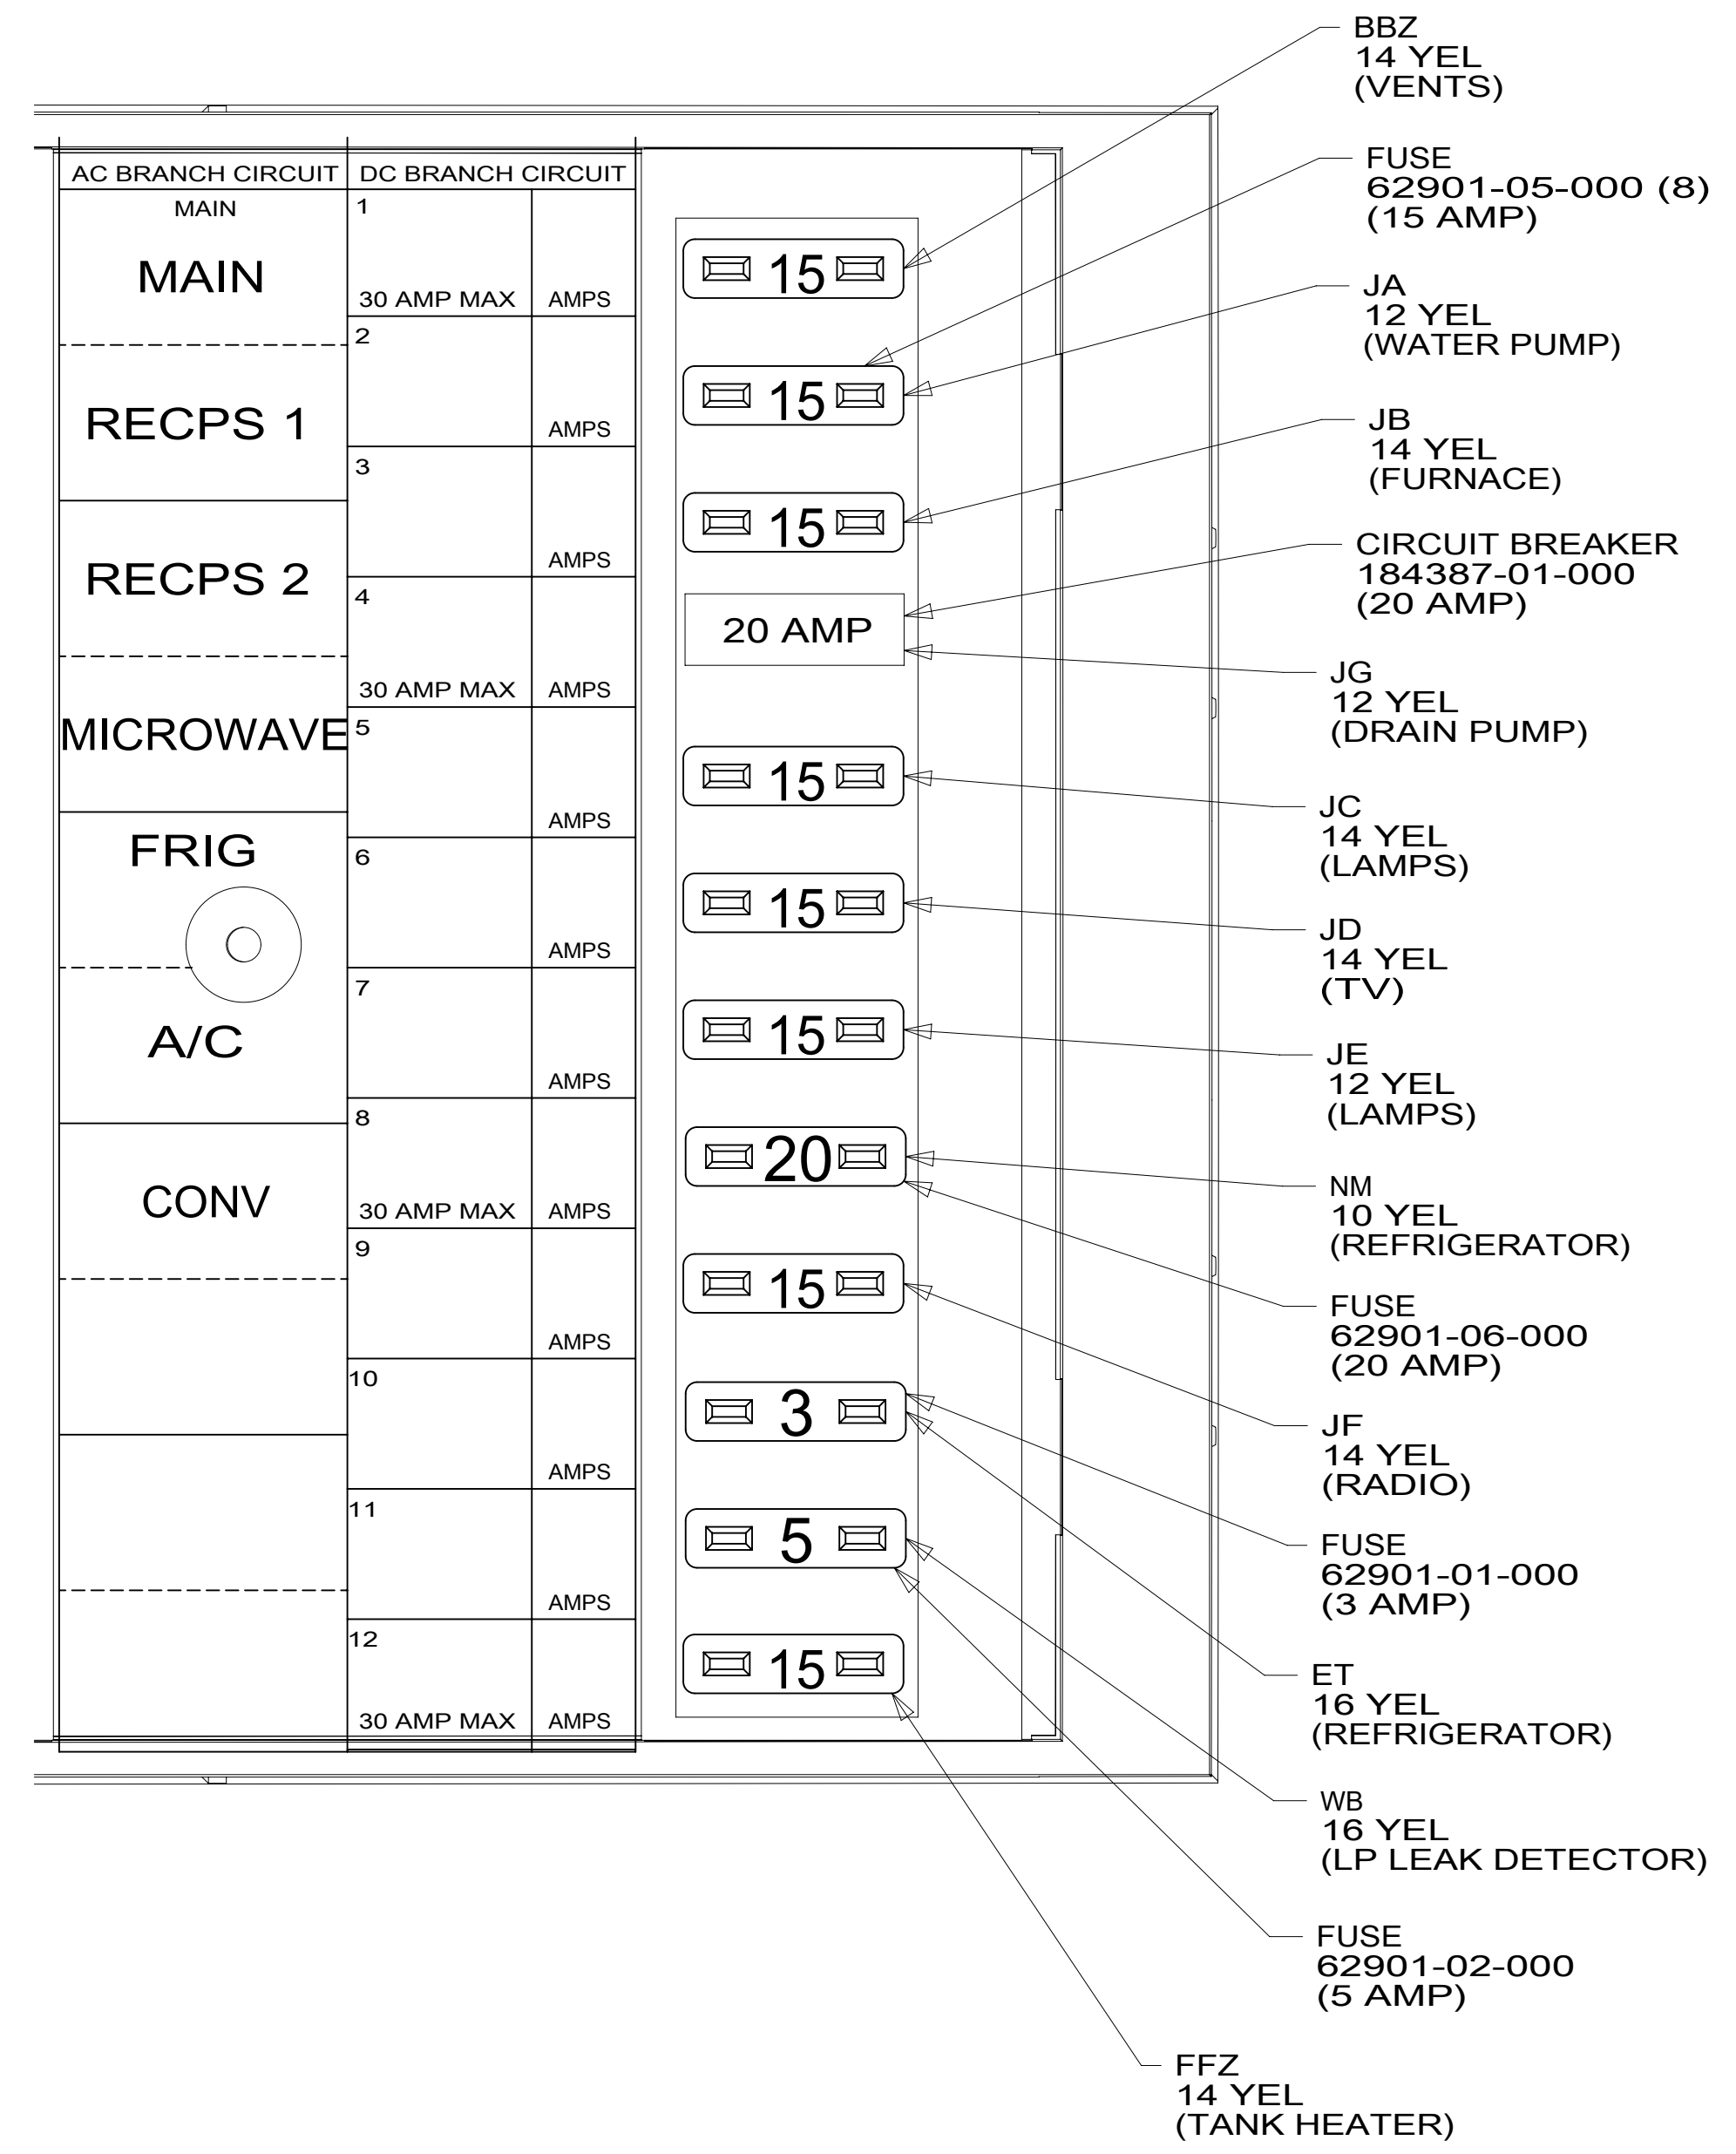 AC BRANCH CIRCUIT
MAIN
MAIN
RECPS 1
RECPS 2
MICROWAVE
FRIG
A/C
CONV
DC BRANCH CIRCUIT
1
30 AMP MAX AMPS
2
AMPS
3
AMPS
4
30 AMP MAX AMPS
5
AMPS
6
AMPS
7
AMPS
8
30 AMP MAX AMPS
9
AMPS
10
AMPS
11
AMPS
12
30 AMP MAX AMPS
15
15
15
20 AMP
15
15
15
20
15
3
5
15
BBZ
14 YEL
(VENTS)
FUSE
62901-05-000 (8)
(15 AMP)
JA
12 YEL
(WATER PUMP)
JB
14 YEL
(FURNACE)
CIRCUIT BREAKER
184387-01-000
(20 AMP)
JG
12 YEL
(DRAIN PUMP)
JC
14 YEL
(LAMPS)
JD
14 YEL
(TV)
JE
12 YEL
(LAMPS)
NM
10 YEL
(REFRIGERATOR)
FUSE
62901-06-000
(20 AMP)
JF
14 YEL
(RADIO)
FUSE
62901-01-000
(3 AMP)
ET
16 YEL
(REFRIGERATOR)
WB
16 YEL
(LP LEAK DETECTOR)
FUSE
62901-02-000
(5 AMP)
FFZ
14 YEL
(TANK HEATER)